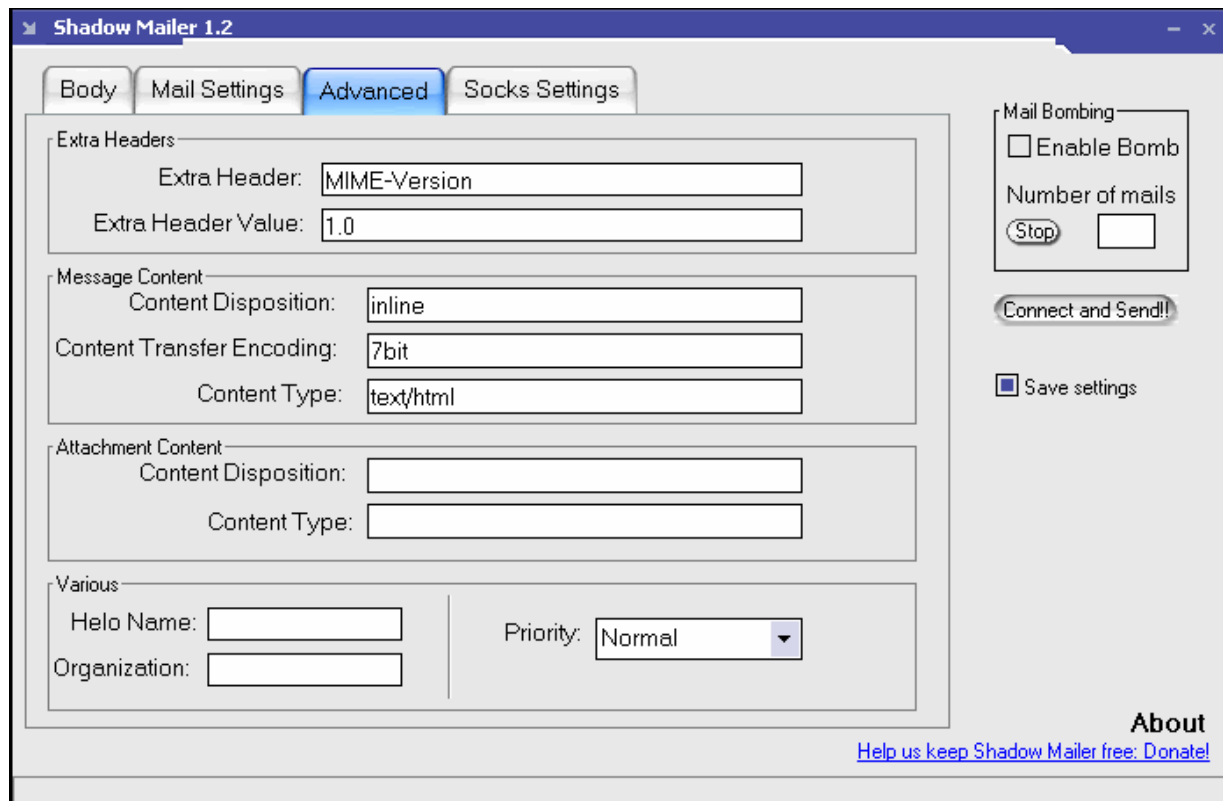 Shadow Mailer 1.2
Body
Mail Settings
Advanced
Socks Settings
Extra Headers
Extra Header: MIME-Version
Extra Header Value: 1.0
Message Content
Content Disposition: inline
Content Transfer Encoding: 7bit
Content Type: text/html
Attachment Content
Content Disposition:
Content Type:
Various
Helo Name:
Organization:
Priority: Normal
Mail Bombing
Enable Bomb
Number of mails
Stop
Connect and Send!!
Save settings
About
Help us keep Shadow Mailer free: Donate!